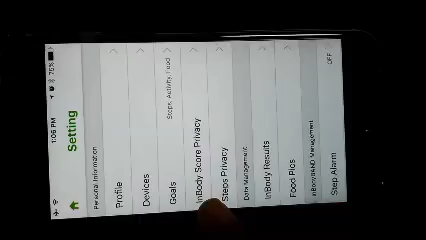 1:06 PM 75%
Setting
Personal Information
Profile
Devices
Goals Steps, Activity, Food
InBody Score Privacy
Steps Privacy
Data Management
InBody Results
Food Pics
InBodyBAND Management
Step Alarm OFF